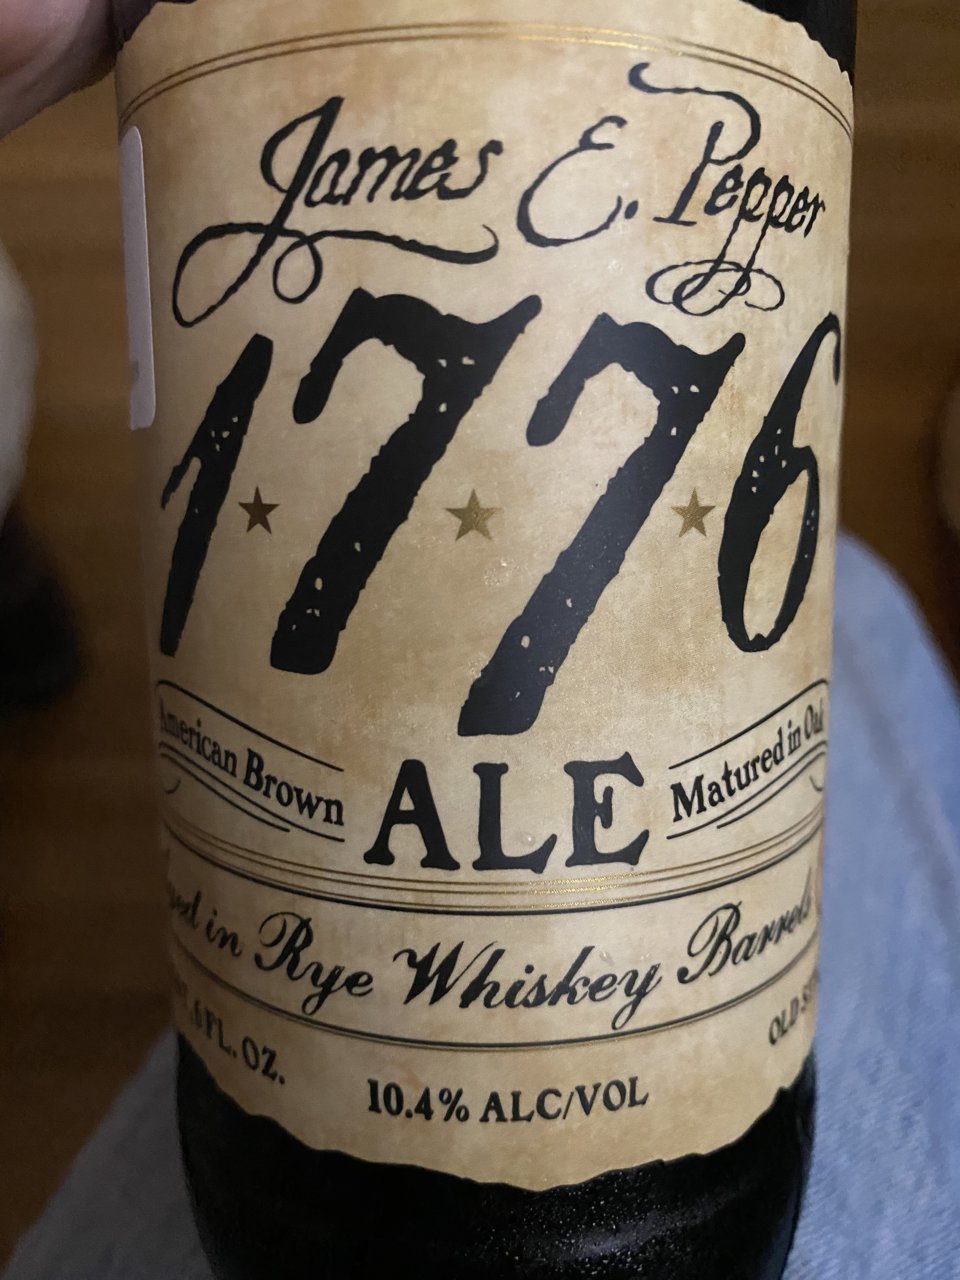 James E. Pepper
1776
American Brown
ALE
Matured in Oak
in Rye Whiskey Barrels
FL. OZ.
OLD
10.4% ALC/VOL